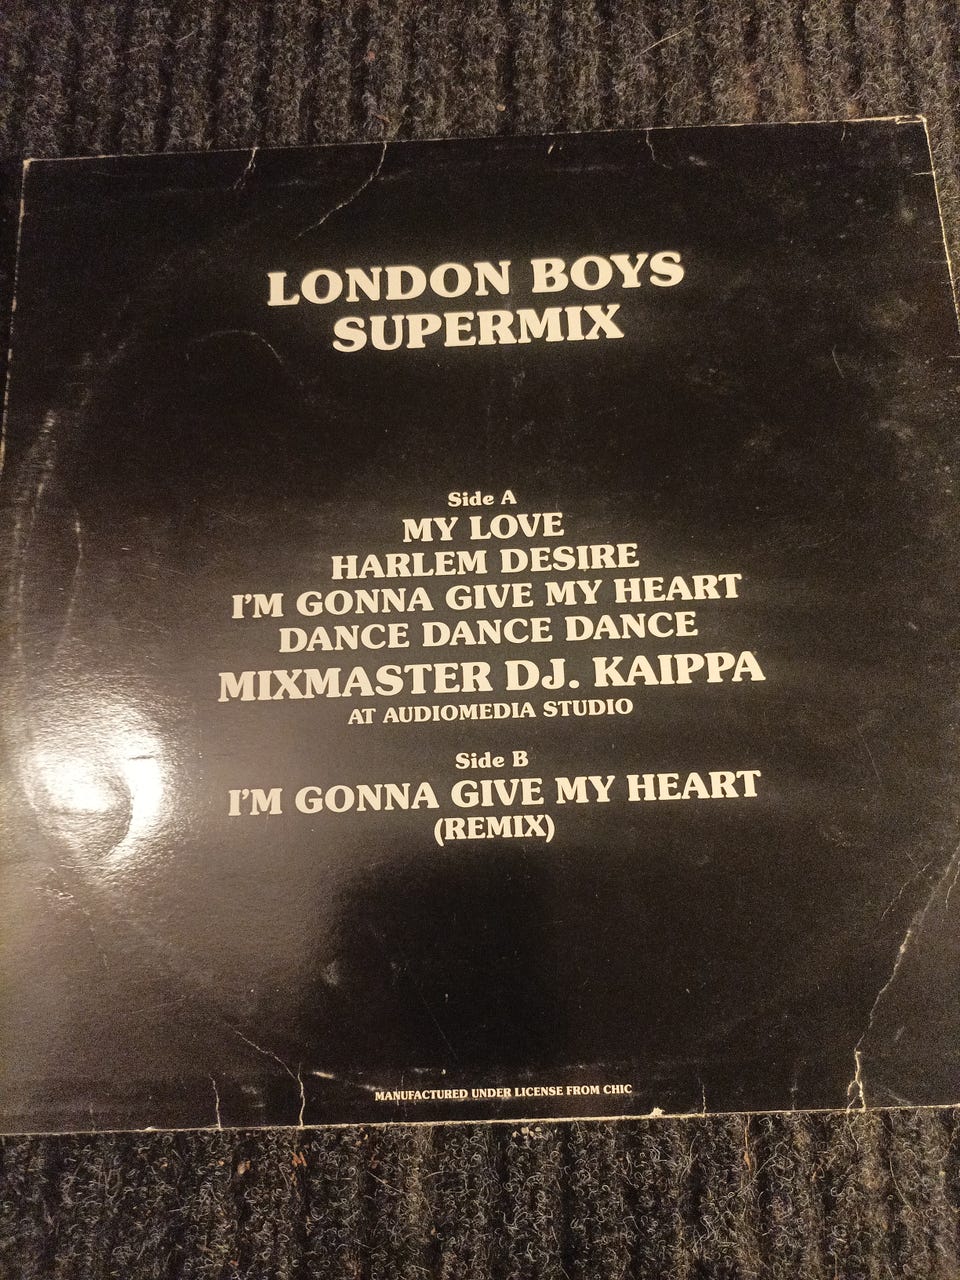 LONDON BOYS
SUPERMIX
Side A
MY LOVE
HARLEM DESIRE
I'M GONNA GIVE MY HEART
DANCE DANCE DANCE
MIXMASTER DJ. KAIPPA
AT AUDIOMEDIA STUDIO
Side B
I'M GONNA GIVE MY HEART
(REMIX)
MANUFACTURED UNDER LICENSE FROM CHIC